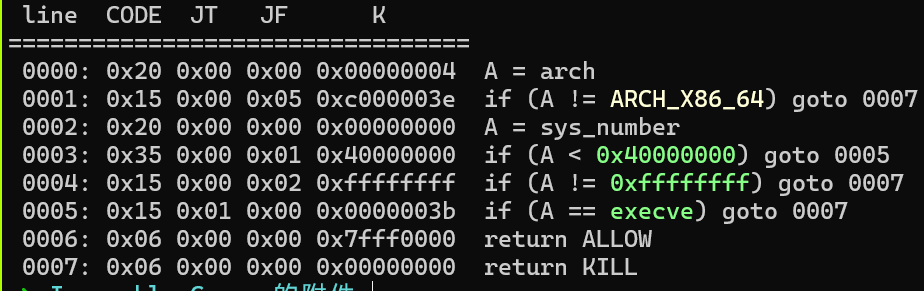 line CODE JT JF K
=================================
0000: 0x20 0x00 0x00 0x00000004 A = arch
0001: 0x15 0x00 0x05 0xc000003e if (A != ARCH_X86_64) goto 0007
0002: 0x20 0x00 0x00 0x00000000 A = sys_number
0003: 0x35 0x00 0x01 0x40000000 if (A < 0x40000000) goto 0005
0004: 0x15 0x00 0x02 0xffffffff if (A != 0xffffffff) goto 0007
0005: 0x15 0x01 0x00 0x0000003b if (A == execve) goto 0007
0006: 0x06 0x00 0x00 0x7fff0000 return ALLOW
0007: 0x06 0x00 0x00 0x00000000 return KILL